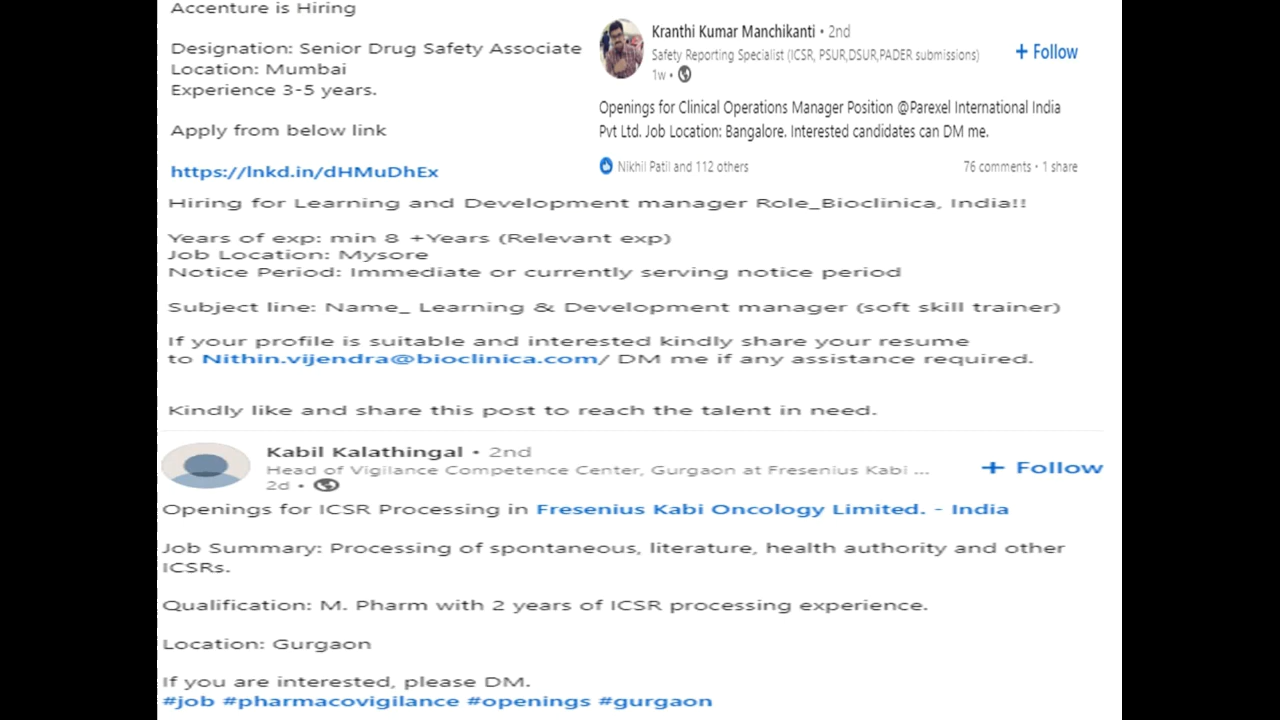 Accenture is Hiring
Designation: Senior Drug Safety Associate
Location: Mumbai
Experience 3-5 years.
Apply from below link
https://lnkd.in/dHMuDhEx
Kranthi Kumar Manchikanti • 2nd
Safety Reporting Specialist (ICSR, PSUR,DSUR,PADER submissions)
1w •
+ Follow
Openings for Clinical Operations Manager Position @Parexel International India
Pvt Ltd. Job Location: Bangalore. Interested candidates can DM me.
Nikhil Patil and 112 others
76 comments • 1 share
Hiring for Learning and Development manager Role_Bioclinica, India!!
Years of exp: min 8 +Years (Relevant exp)
Job Location: Mysore
Notice Period: Immediate or currently serving notice period
Subject line: Name_ Learning & Development manager (soft skill trainer)
If your profile is suitable and interested kindly share your resume
to Nithin.vijendra@bioclinica.com/ DM me if any assistance required.
Kindly like and share this post to reach the talent in need.
Kabil Kalathingal • 2nd
Head of Vigilance Competence Center, Gurgaon at Fresenius Kabi ...
2d •
+ Follow
Openings for ICSR Processing in Fresenius Kabi Oncology Limited. - India
Job Summary: Processing of spontaneous, literature, health authority and other
ICSRs.
Qualification: M. Pharm with 2 years of ICSR processing experience.
Location: Gurgaon
If you are interested, please DM.
#job #pharmacovigilance #openings #gurgaon